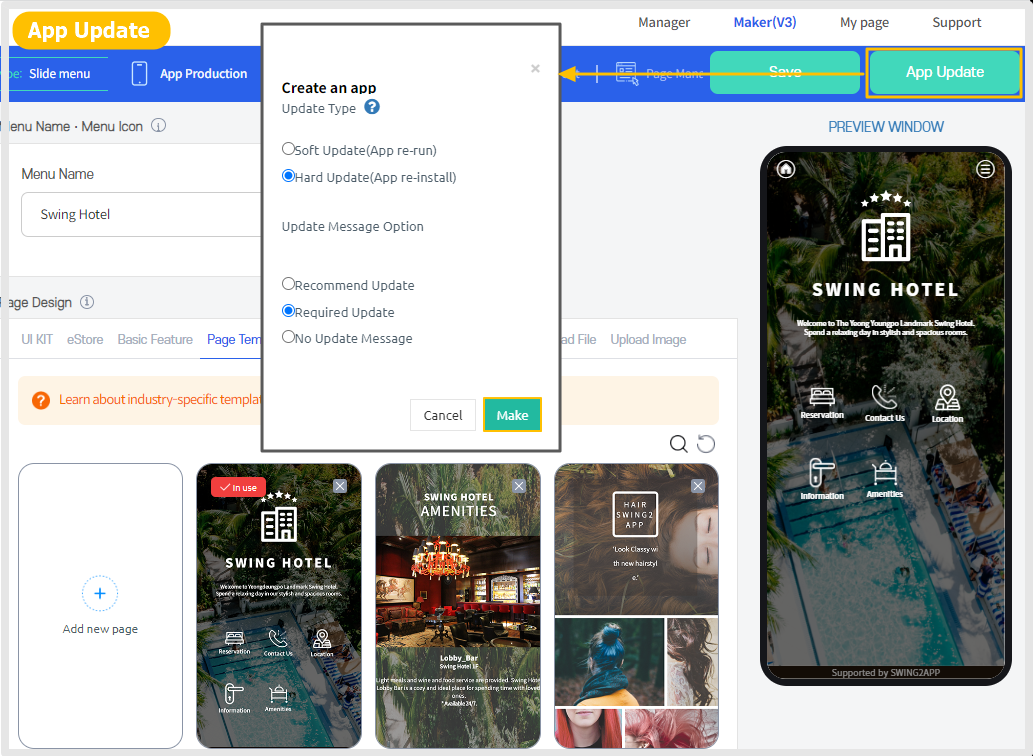 App Update
Manager
Maker(V3)
My page
Support
pe: Slide menu
App Production
Page Mana
Save
App Update
enu Name · Menu Icon
Menu Name
Swing Hotel
age Design
UI KIT
eStore
Basic Feature
Page Tem
ad File
Upload Image
Learn about industry-specific templat
×
Create an app
Update Type ?
Soft Update(App re-run)
Hard Update(App re-install)
Update Message Option
Recommend Update
Required Update
No Update Message
Cancel
Make
Add new page
In use
SWING HOTEL
Welcome to Yeongdeungpo Landmark Swing Hotel.
Spend a relaxing day in our stylish and spacious rooms.
Reservation
Contact Us
Location
Information
Amenities
SWING HOTEL
AMENITIES
Lobby_Bar
Swing Hotel 1F
Light meals and wine and food service are provided. Swing Hote
Lobby Bar is a cozy and ideal place for spending time with loved
ones.
* Available 24/7.
HAIR
SWING2
APP
'Look Classy wi
th new hairstyl
e.'
PREVIEW WINDOW
SWING HOTEL
Welcome to The Yeong Youngpo Landmark Swing Hotel.
Spend a relaxing day in stylish and spacious rooms.
Reservation
Contact Us
Location
Information
Amenities
Supported by SWING2APP